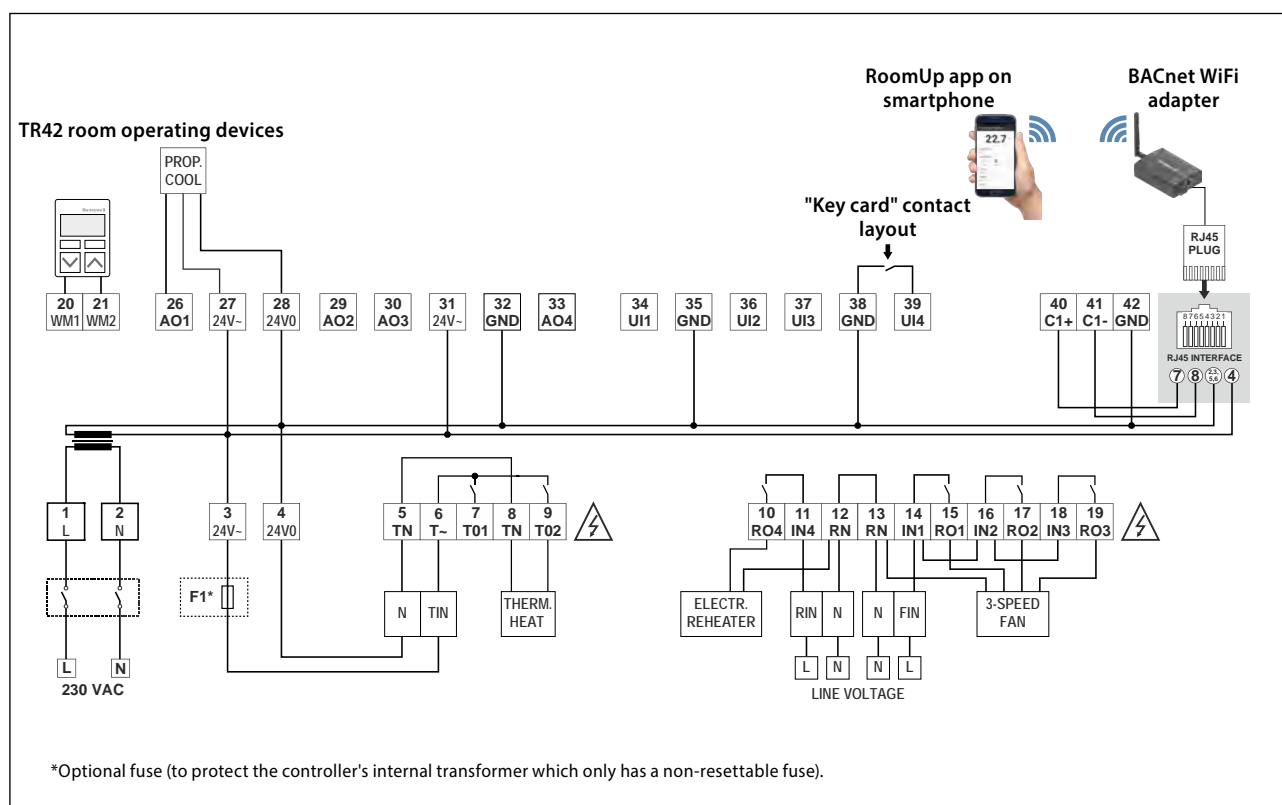 RoomUp app on
smartphone
BACnet WiFi
adapter
TR42 room operating devices
PROP.
COOL
22.7
"Key card" contact
layout
Honeywell
RJ45
PLUG
20 21 26 27 28 29 30 31 32 33 34 35 36 37 38 39 40 41 42
WM1 WM2 AO1 24V~ 24V0 AO2 AO3 24V~ GND AO4 UI1 GND UI2 UI3 GND UI4 C1+ C1- GND
87654321
RJ45 INTERFACE
7 8 2,3, 5,6 4
1 2 3 4 5 6 7 8 9 10 11 12 13 14 15 16 17 18 19
L N 24V~ 24V0 TN T~ T01 TN T02 RO4 IN4 RN RN IN1 RO1 IN2 RO2 IN3 RO3
F1*
N TIN THERM.
HEAT
ELECTR.
REHEATER
RIN N N FIN
3-SPEED
FAN
L N
230 VAC
L N N L
LINE VOLTAGE
*Optional fuse (to protect the controller's internal transformer which only has a non-resettable fuse).